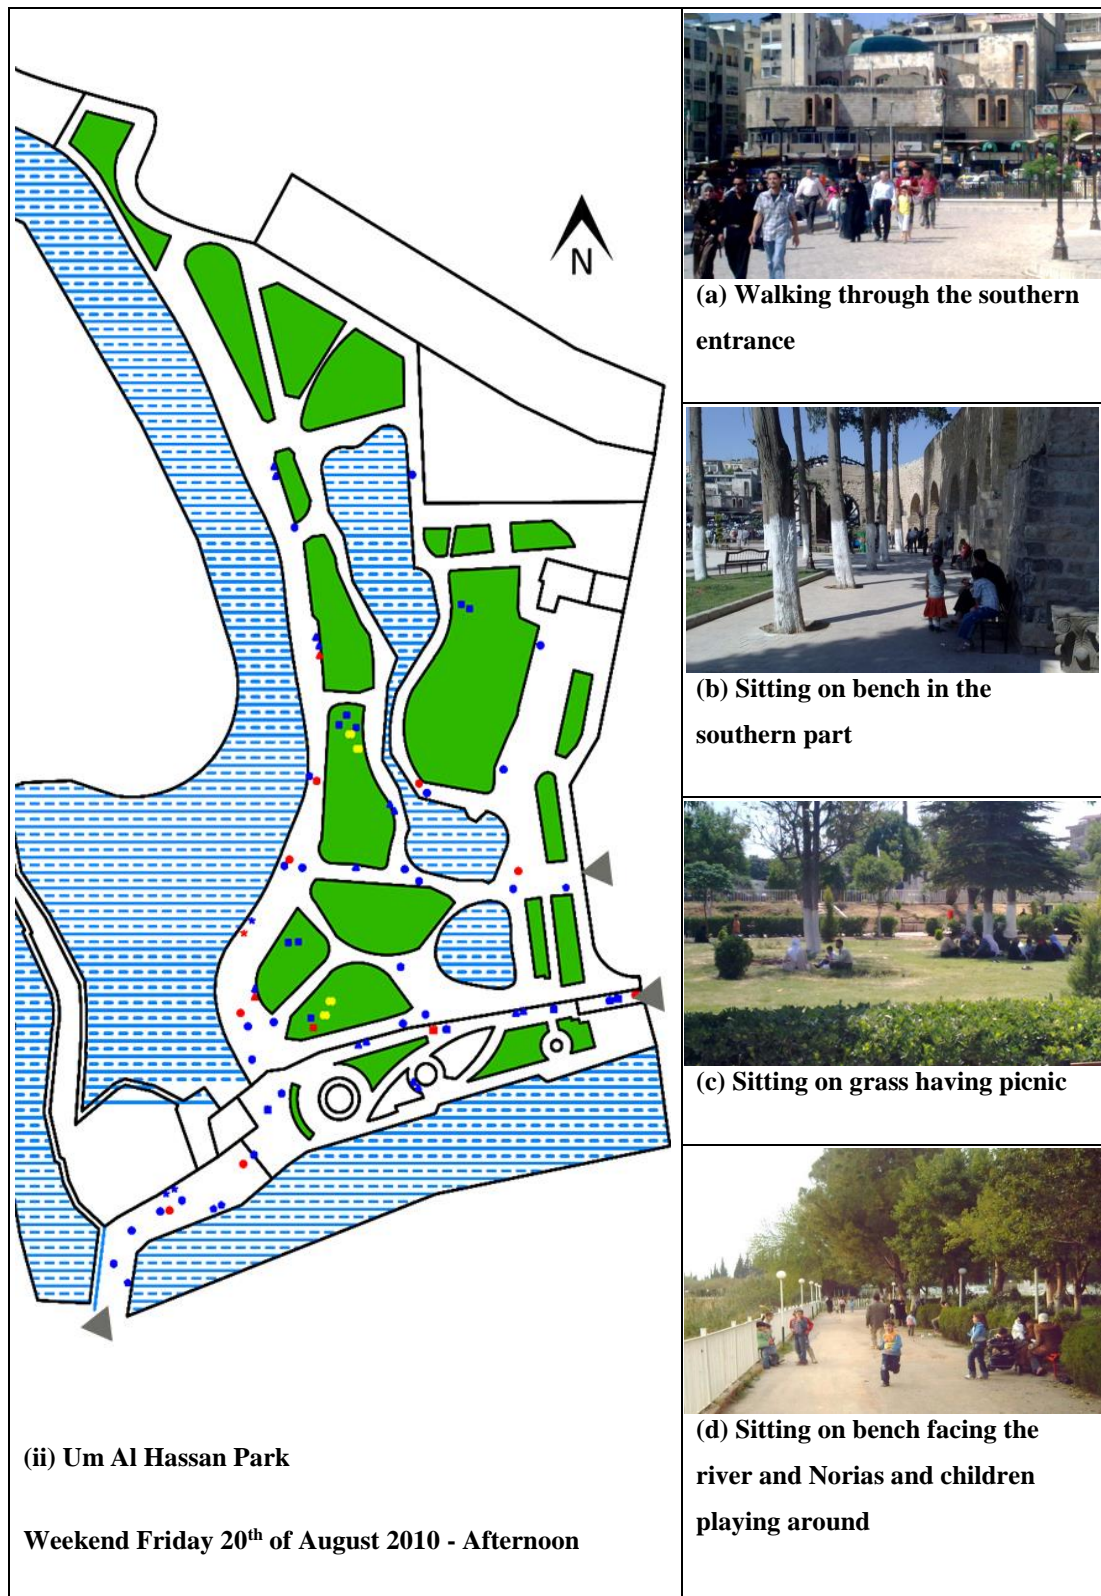 N
(ii) Um Al Hassan Park
Weekend Friday 20th of August 2010 - Afternoon
(a) Walking through the southern
entrance
(b) Sitting on bench in the
southern part
(c) Sitting on grass having picnic
(d) Sitting on bench facing the
river and Norias and children
playing around